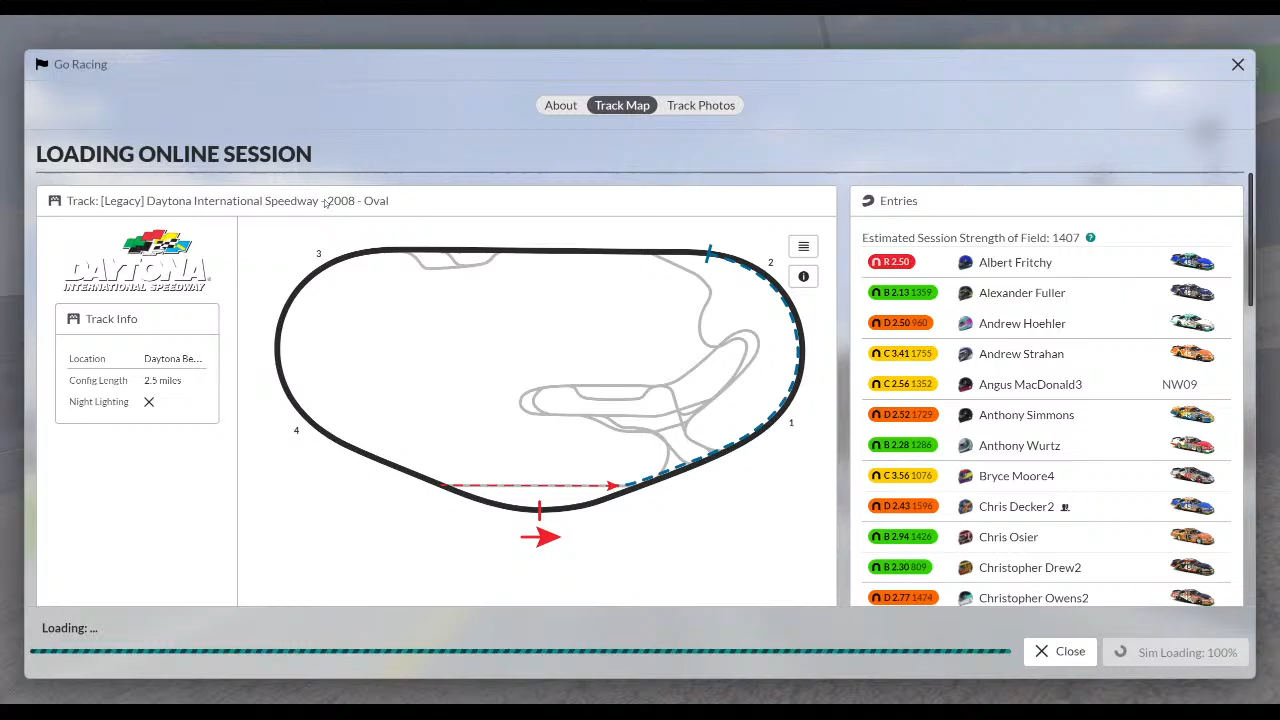 Go Racing
About Track Map Track Photos
LOADING ONLINE SESSION
Track: [Legacy] Daytona International Speedway - 2008 - Oval
DAYTONA
INTERNATIONAL SPEEDWAY
Track Info
Location Daytona Be...
Config Length 2.5 miles
Night Lighting
3
2
4
1
Entries
Estimated Session Strength of Field: 1407 ?
R 2.50 Albert Fritchy
B 2.13 1359 Alexander Fuller
D 2.50 960 Andrew Hoehler
C 3.41 1755 Andrew Strahan
C 2.56 1352 Angus MacDonald3 NW09
D 2.52 1729 Anthony Simmons
B 2.28 1286 Anthony Wurtz
C 3.56 1076 Bryce Moore4
D 2.43 1596 Chris Decker2
B 2.94 1426 Chris Osier
B 2.30 809 Christopher Drew2
D 2.77 1474 Christopher Owens2
Loading: ...
Close
Sim Loading: 100%